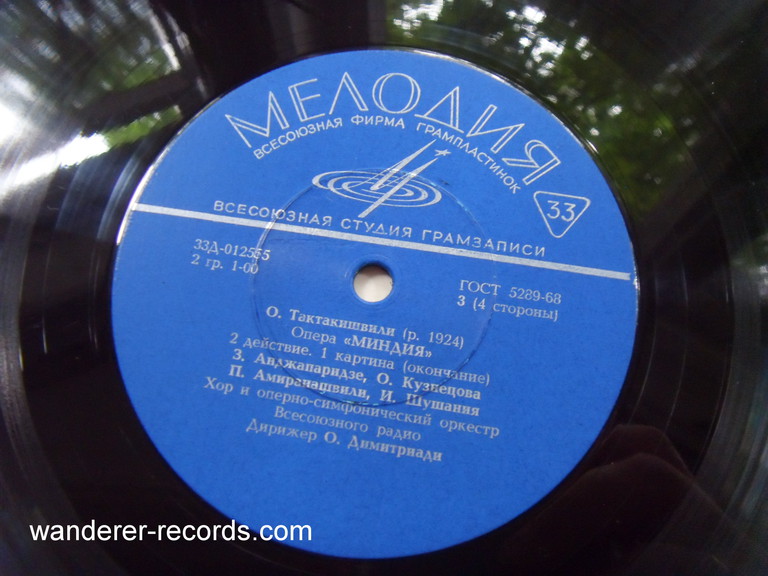 МЕЛОДИЯ
ВСЕСОЮЗНАЯ ФИРМА ГРАМПЛАСТИНОК
33
ВСЕСОЮЗНАЯ СТУДИЯ ГРАМЗАПИСИ
33Д-012555
2 гр. 1-00
ГОСТ 5289-68
3 (4 стороны)
О. Тактакишвили (р. 1924)
Опера «МИНДИЯ»
2 действие. 1 картина (окончание)
З. Анджапаридзе, О. Кузнецова
П. Амиранашвили, И. Шушания
Хор и оперно-симфонический оркестр
Всесоюзного радио
Дирижер О. Димитриади
wanderer-records.com